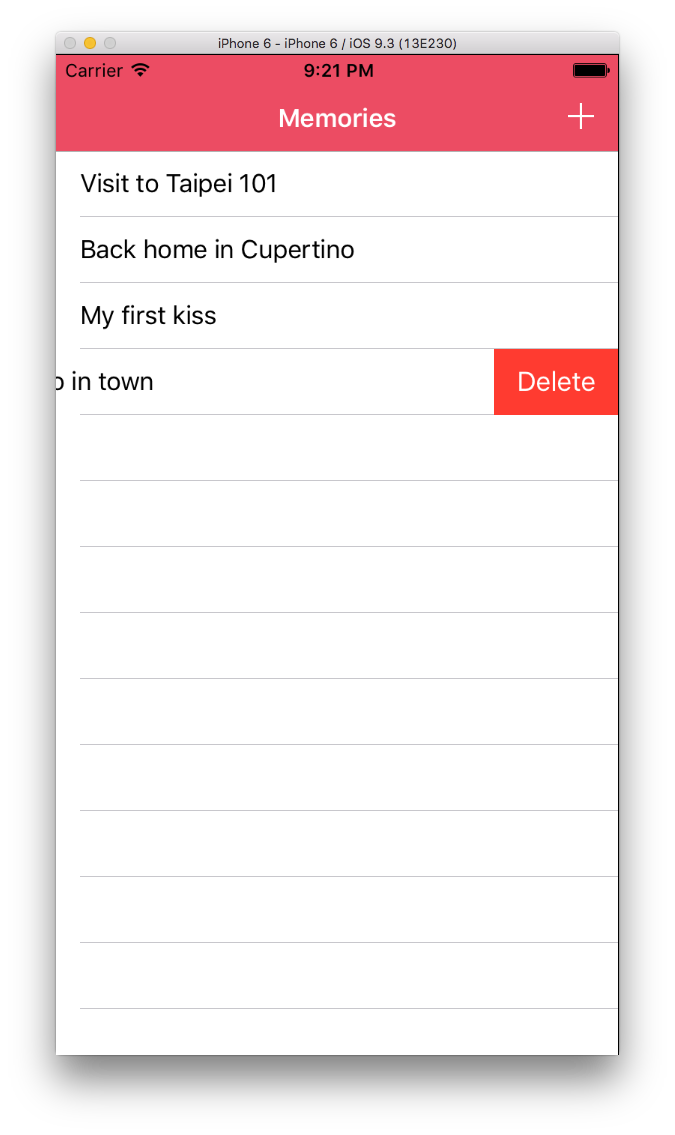 iPhone 6 - iPhone 6 / iOS 9.3 (13E230)
Carrier 9:21 PM
Memories
Visit to Taipei 101
Back home in Cupertino
My first kiss
in town Delete